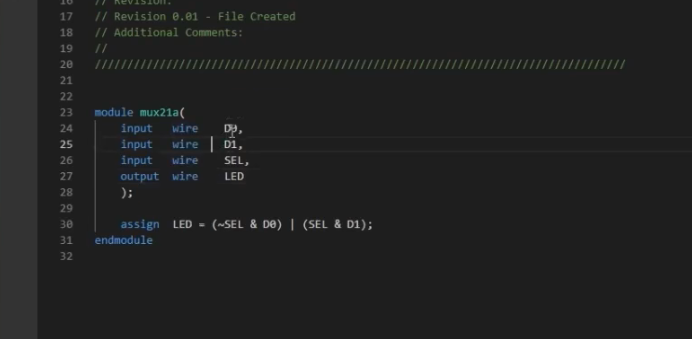 16 // Revision:
17 // Revision 0.01 - File Created
18 // Additional Comments:
19 //
20 //////////////////////////////////////////////////////////////////////////////////
21
22
23 module mux21a(
24 input wire D0,
25 input wire D1,
26 input wire SEL,
27 output wire LED
28 );
29
30 assign LED = (~SEL & D0) | (SEL & D1);
31 endmodule
32